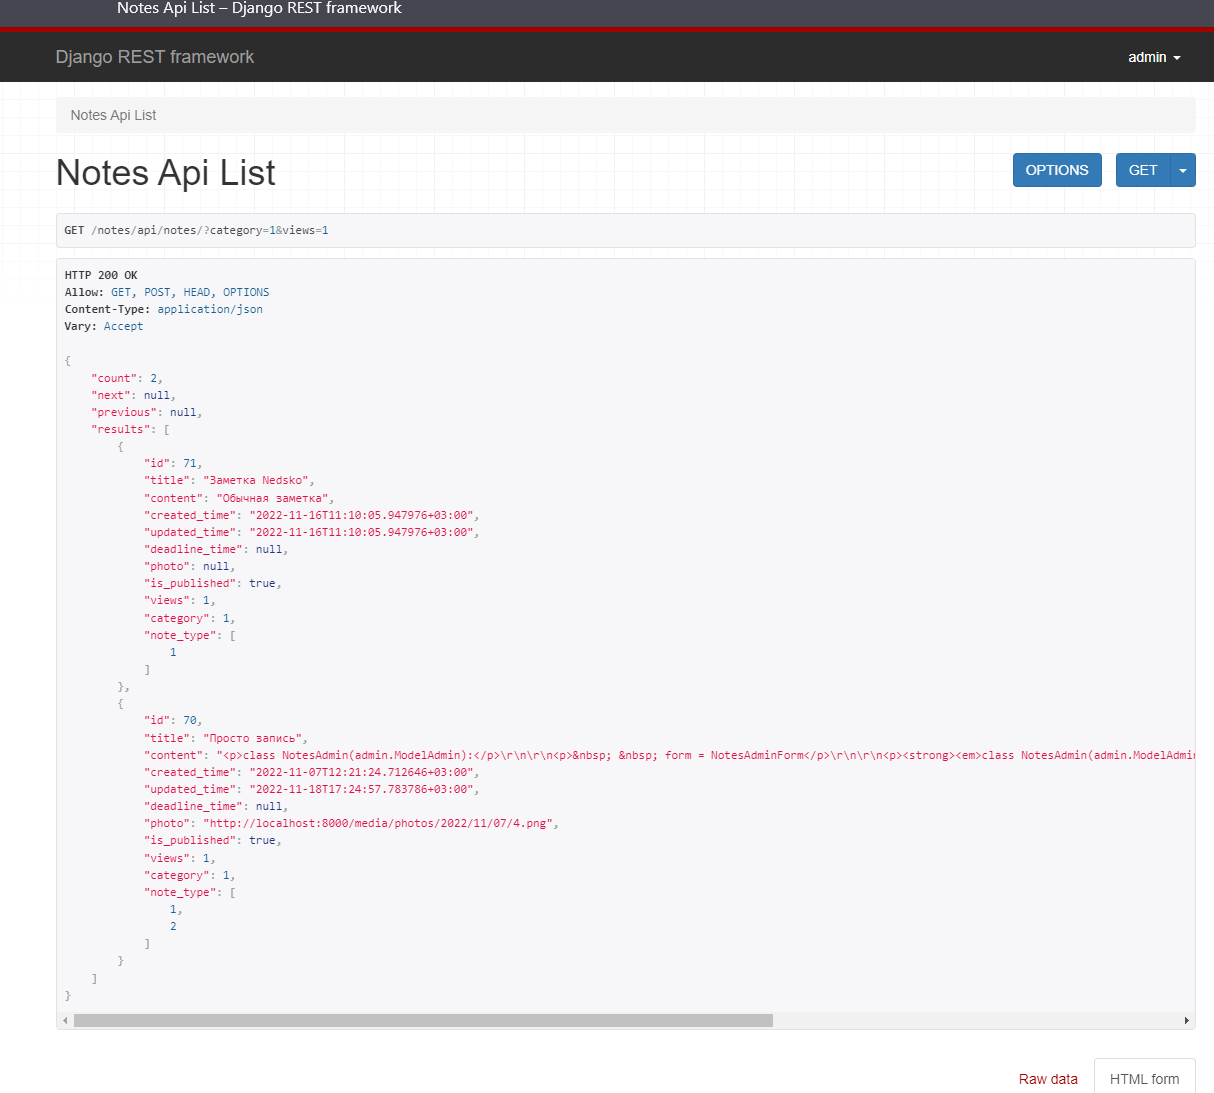 Notes Api List – Django REST framework
Django REST framework
admin
Notes Api List
Notes Api List
OPTIONS
GET
GET /notes/api/notes/?category=1&views=1
HTTP 200 OK
Allow: GET, POST, HEAD, OPTIONS
Content-Type: application/json
Vary: Accept
{
"count": 2,
"next": null,
"previous": null,
"results": [
{
"id": 71,
"title": "Заметка Nedsko",
"content": "Обычная заметка",
"created_time": "2022-11-16T11:10:05.947976+03:00",
"updated_time": "2022-11-16T11:10:05.947976+03:00",
"deadline_time": null,
"photo": null,
"is_published": true,
"views": 1,
"category": 1,
"note_type": [
1
]
},
{
"id": 70,
"title": "Просто запись",
"content": "<p>class NotesAdmin(admin.ModelAdmin):</p>\r\n\r\n<p>&nbsp; &nbsp; form = NotesAdminForm</p>\r\n\r\n<p><strong><em>class NotesAdmin(admin.ModelAdmin
"created_time": "2022-11-07T12:21:24.712646+03:00",
"updated_time": "2022-11-18T17:24:57.783786+03:00",
"deadline_time": null,
"photo": "http://localhost:8000/media/photos/2022/11/07/4.png",
"is_published": true,
"views": 1,
"category": 1,
"note_type": [
1,
2
]
}
]
}
Raw data
HTML form